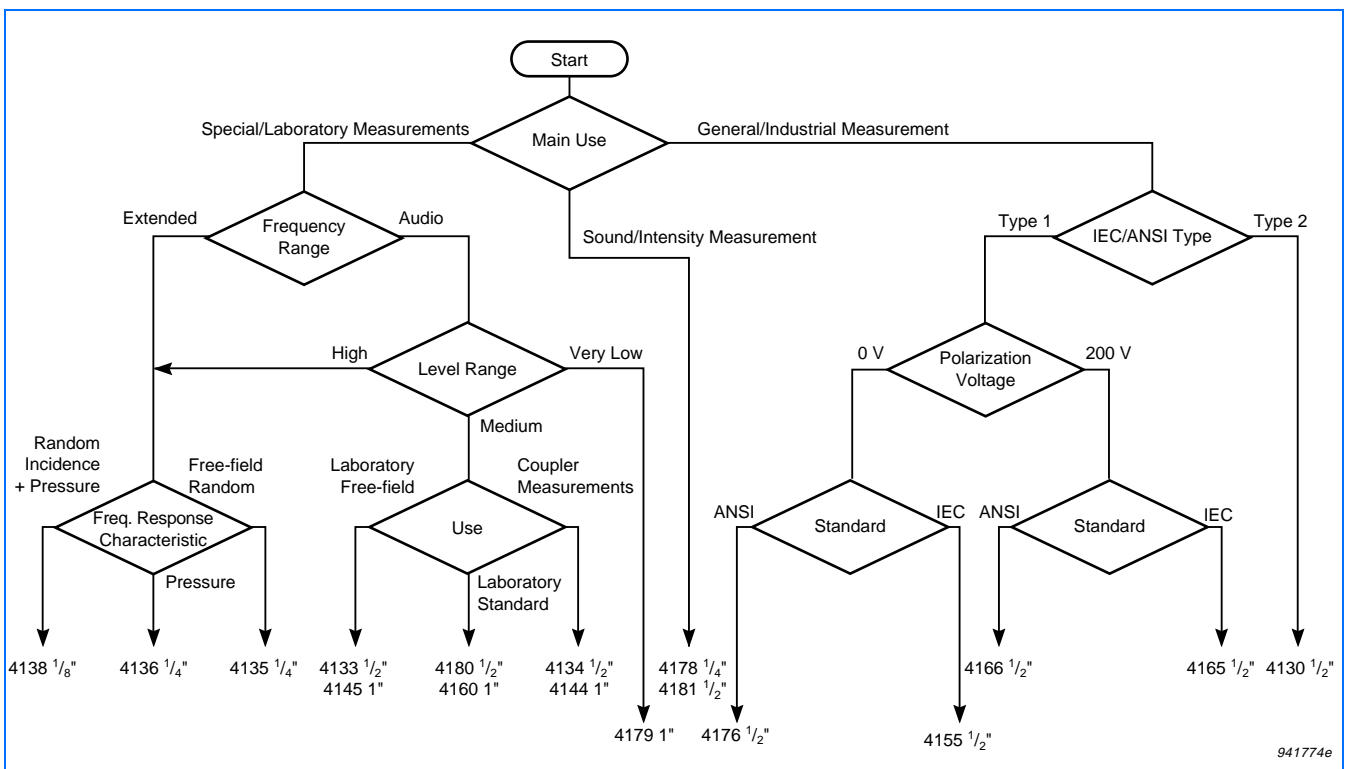 Start
Special/Laboratory Measurements
Main Use
General/Industrial Measurement
Extended
Frequency
Range
Audio
Sound/Intensity Measurement
Type 1
IEC/ANSI Type
Type 2
High
Level Range
Very Low
0 V
Polarization
Voltage
200 V
Medium
Random
Incidence
+ Pressure
Free-field
Random
Laboratory
Free-field
Coupler
Measurements
Freq. Response
Characteristic
Use
ANSI
Standard
IEC
ANSI
Standard
IEC
Pressure
Laboratory
Standard
4138 1/8"
4136 1/4"
4135 1/4"
4133 1/2"
4145 1"
4180 1/2"
4160 1"
4134 1/2"
4144 1"
4178 1/4"
4181 1/2"
4166 1/2"
4165 1/2"
4130 1/2"
4179 1"
4176 1/2"
4155 1/2"
941774e